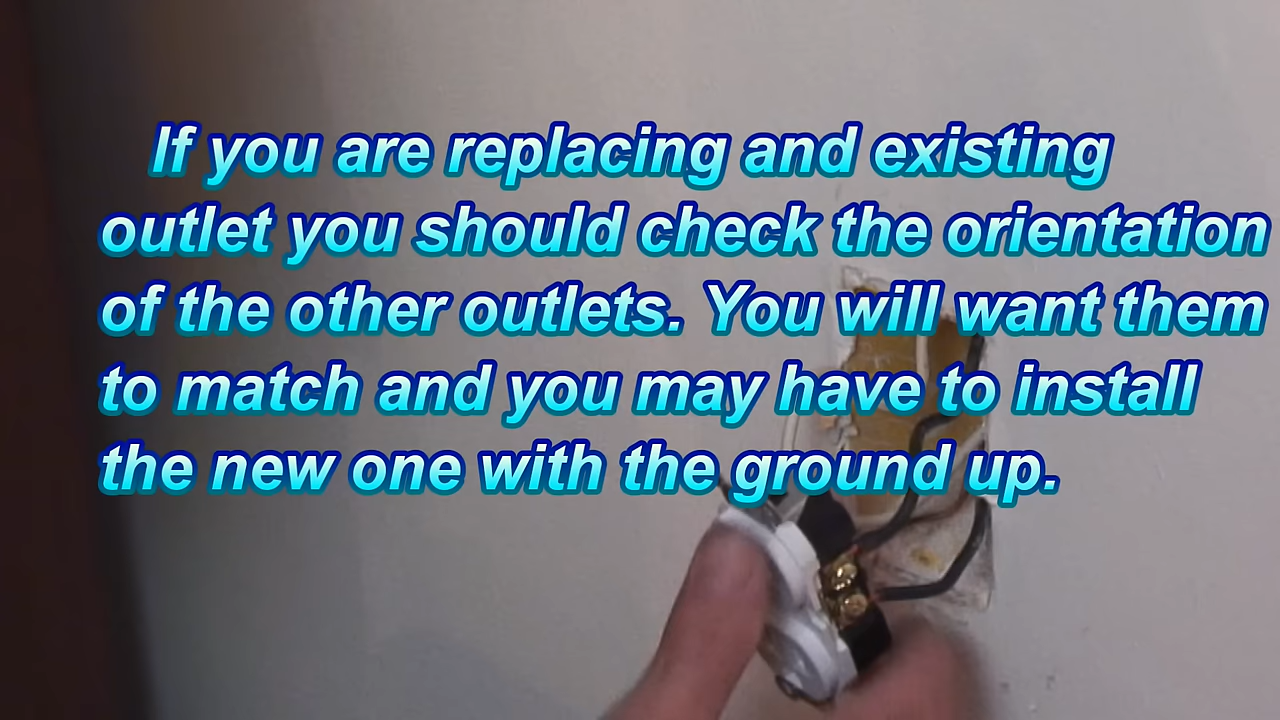 If you are replacing and existing
outlet you should check the orientation
of the other outlets. You will want them
to match and you may have to install
the new one with the ground up.